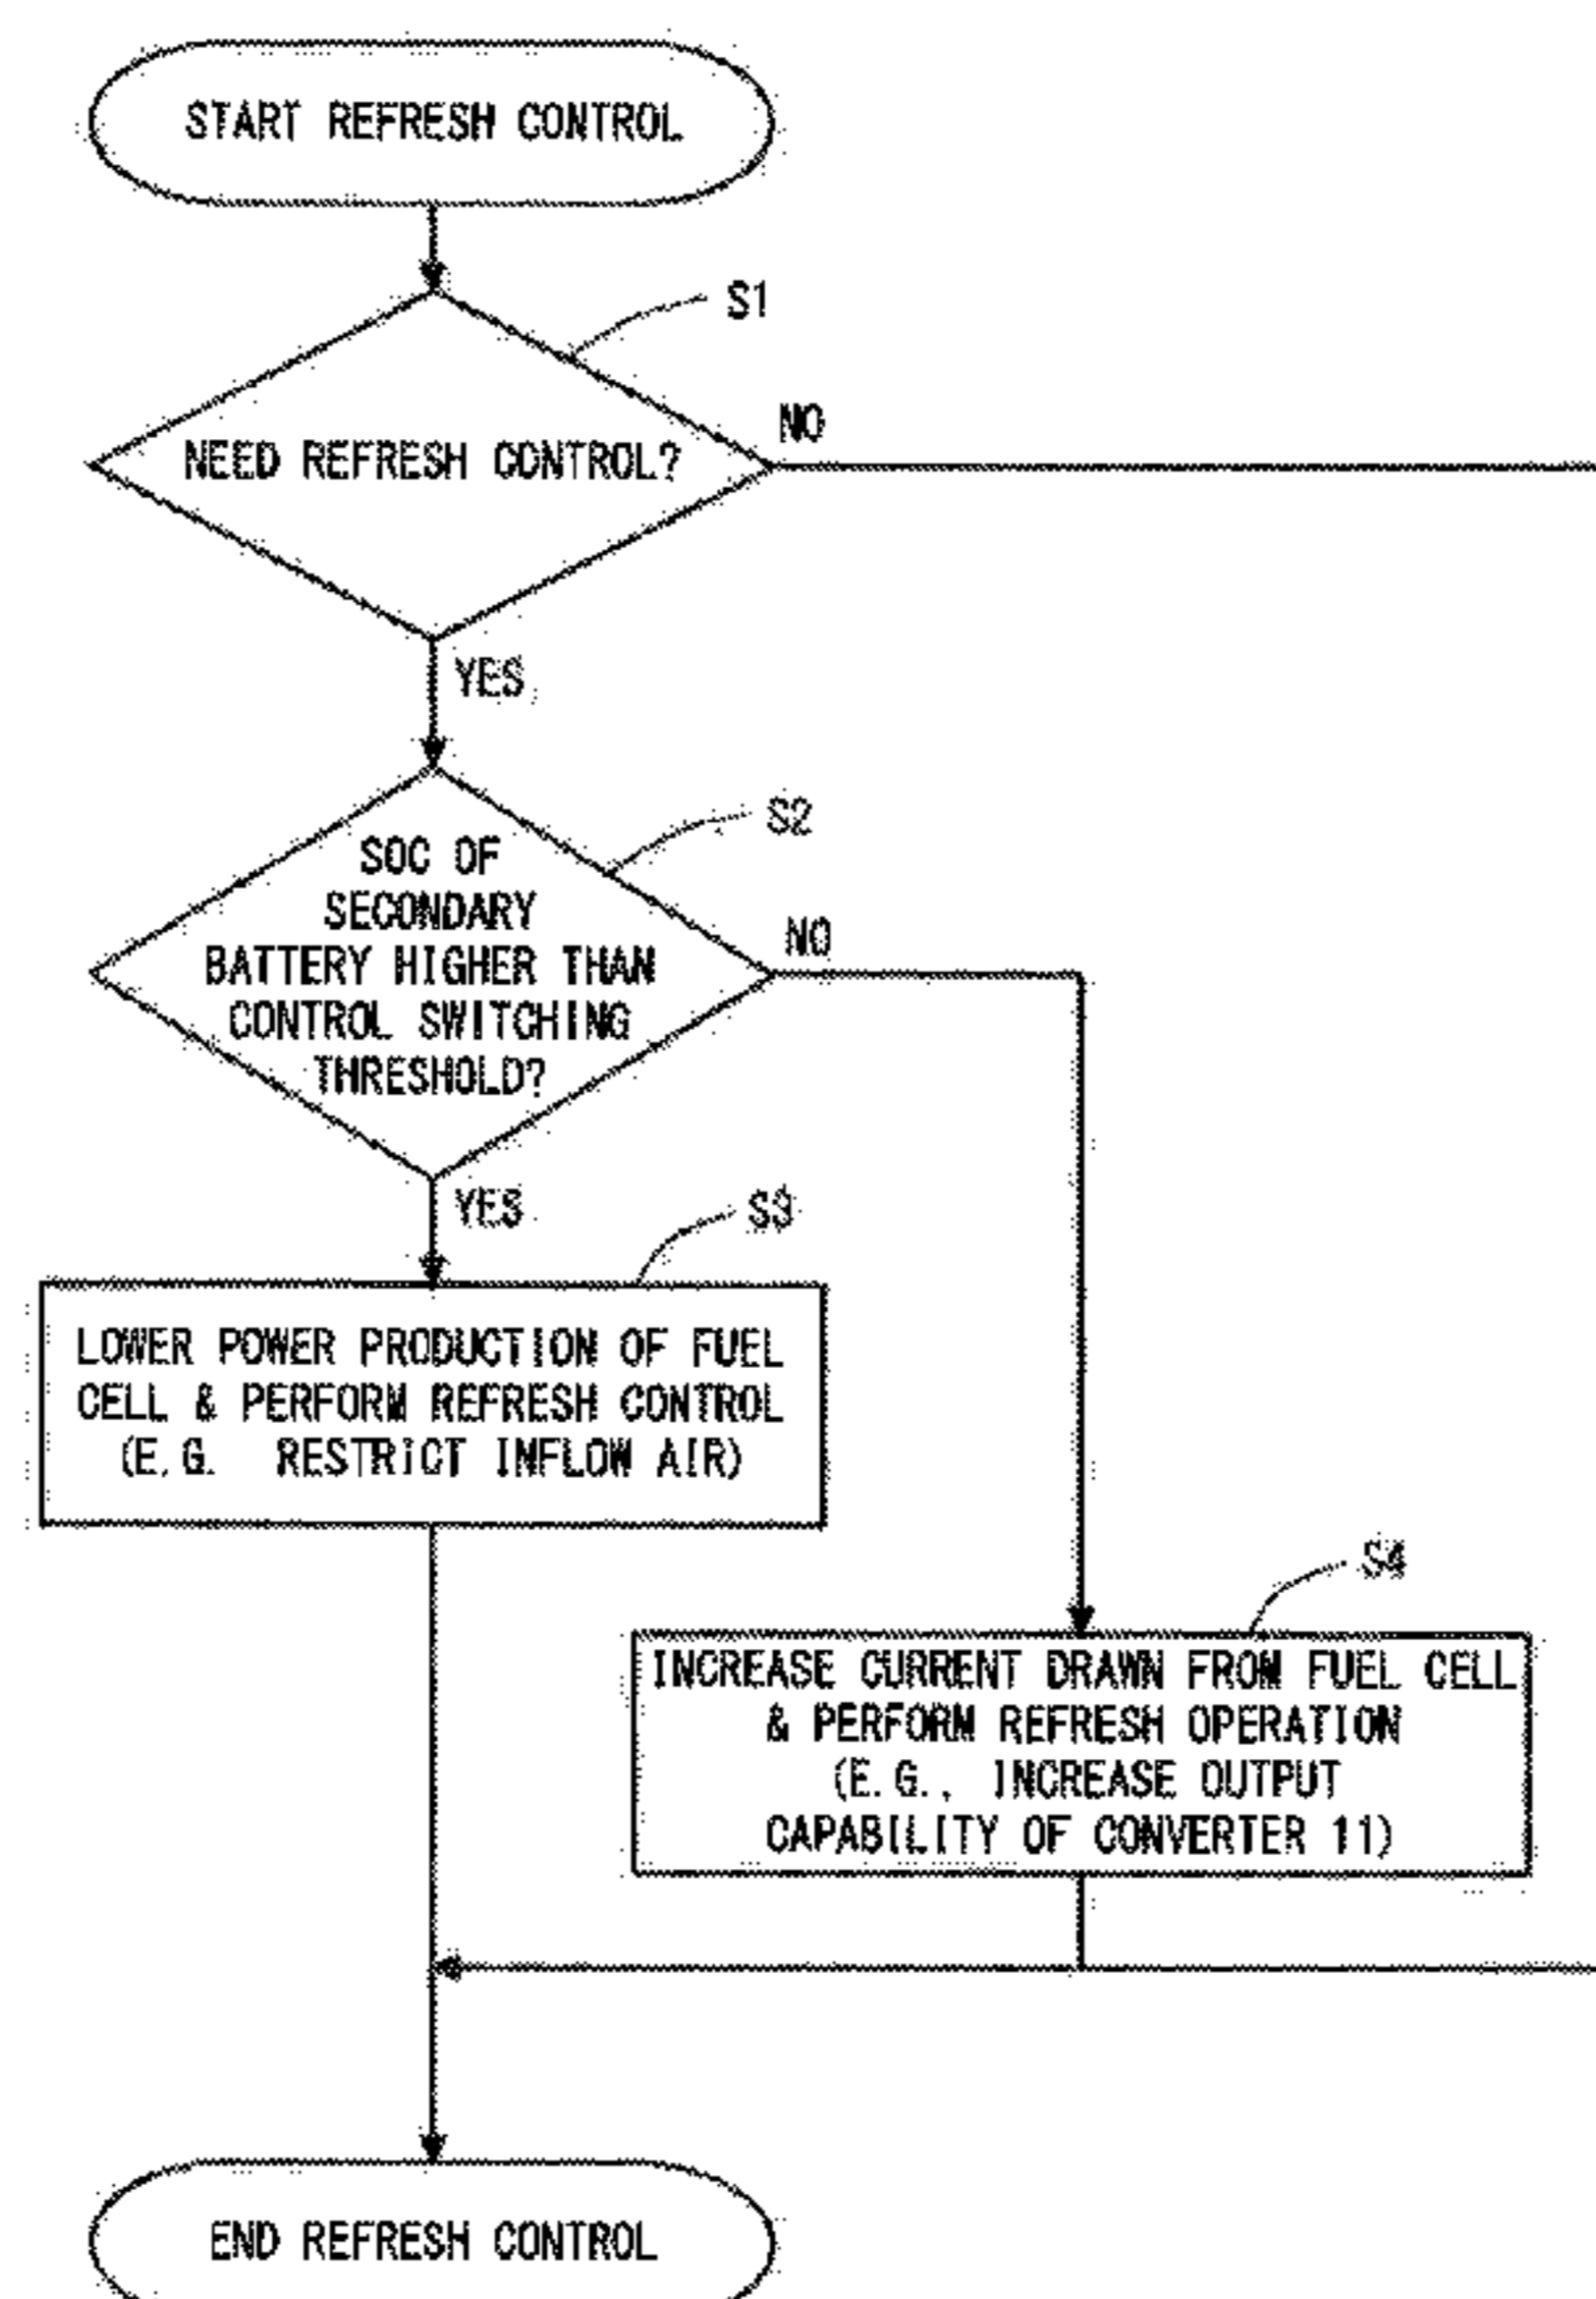 START REFRESH CONTROL
S1
NEED REFRESH CONTROL?
NO
YES
S2
SOC OF
SECONDARY
BATTERY HIGHER THAN
CONTROL SWITCHING
THRESHOLD?
NO
YES
S3
LOWER POWER PRODUCTION OF FUEL
CELL & PERFORM REFRESH CONTROL
(E.G. RESTRICT INFLOW AIR)
S4
INCREASE CURRENT DRAWN FROM FUEL CELL
& PERFORM REFRESH OPERATION
(E.G., INCREASE OUTPUT
CAPABILITY OF CONVERTER 11)
END REFRESH CONTROL